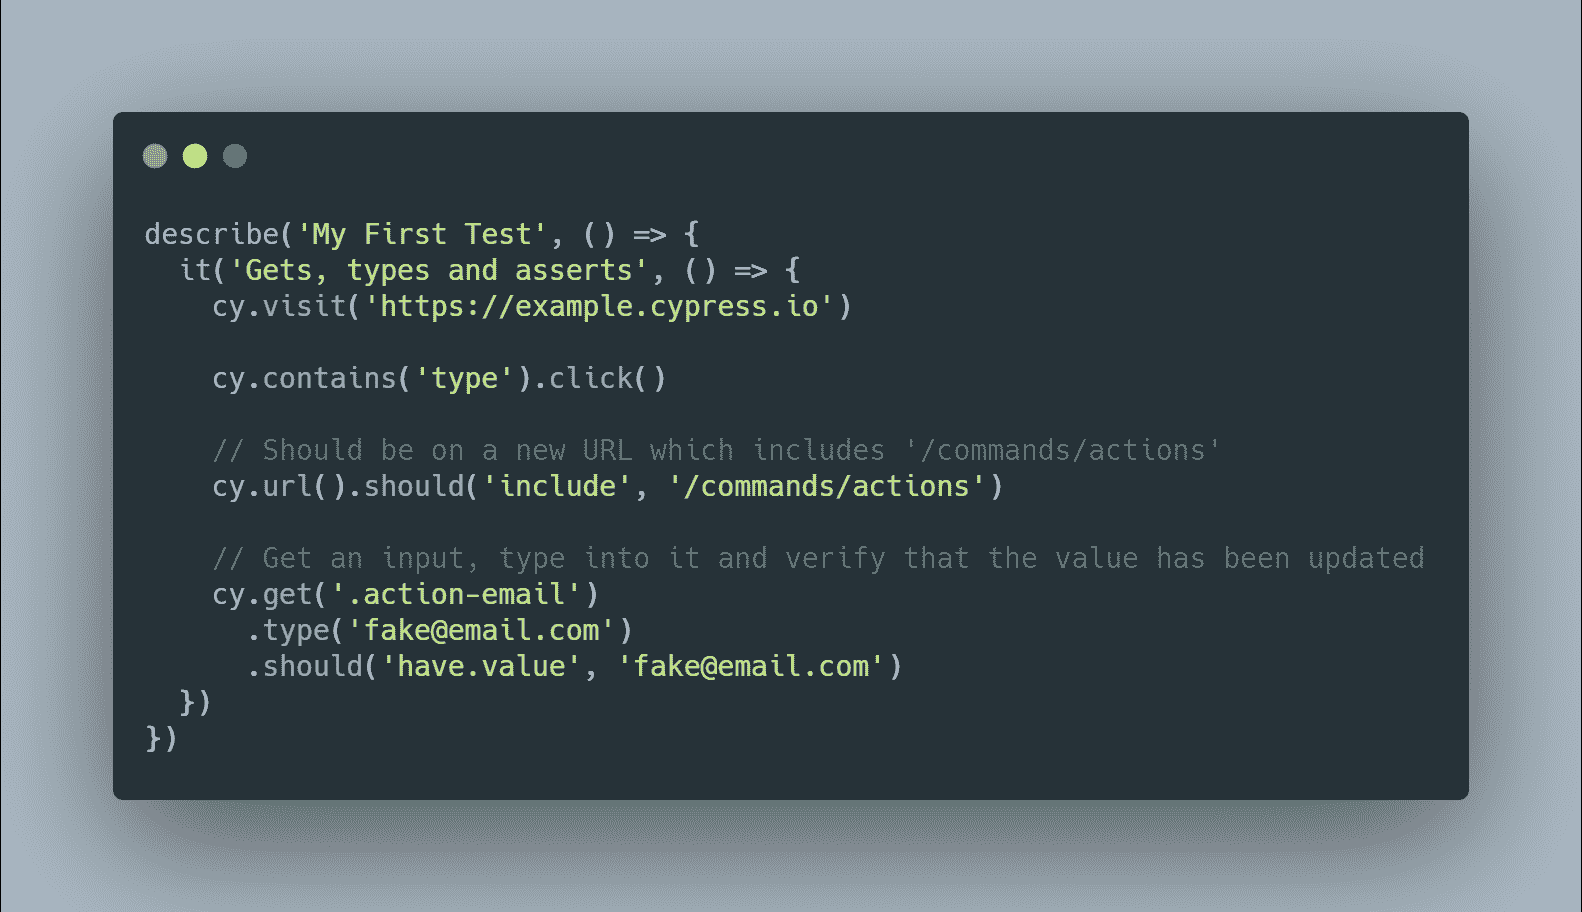 describe('My First Test', () => {
  it('Gets, types and asserts', () => {
    cy.visit('https://example.cypress.io')

    cy.contains('type').click()

    // Should be on a new URL which includes '/commands/actions'
    cy.url().should('include', '/commands/actions')

    // Get an input, type into it and verify that the value has been updated
    cy.get('.action-email')
      .type('fake@email.com')
      .should('have.value', 'fake@email.com')
  })
})